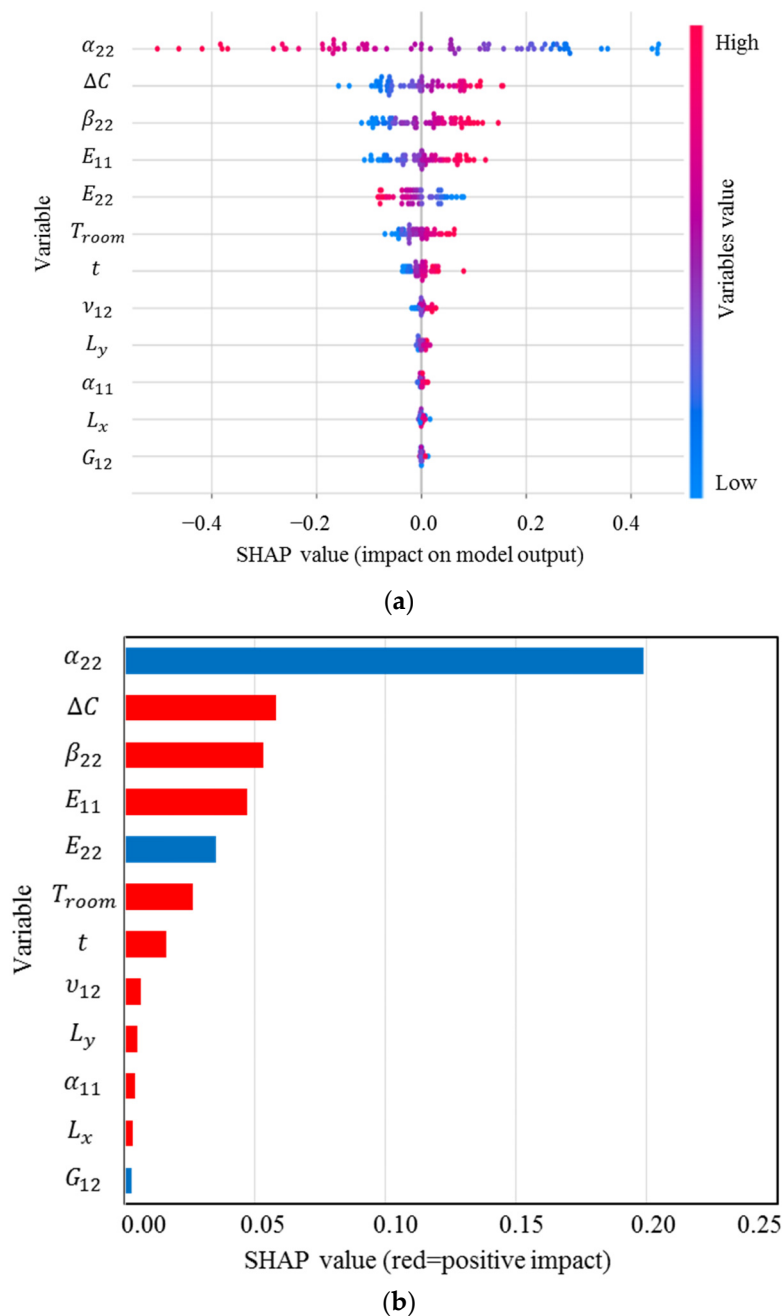 α22
ΔC
β22
E11
E22
Troom
t
ν12
Ly
α11
Lx
G12
Variable
−0.4 −0.2 0.0 0.2 0.4
SHAP value (impact on model output)
High
Low
Variables value
(a)
α22
ΔC
β22
E11
E22
Troom
t
υ12
Ly
α11
Lx
G12
Variable
0.00 0.05 0.10 0.15 0.20 0.25
SHAP value (red=positive impact)
(b)